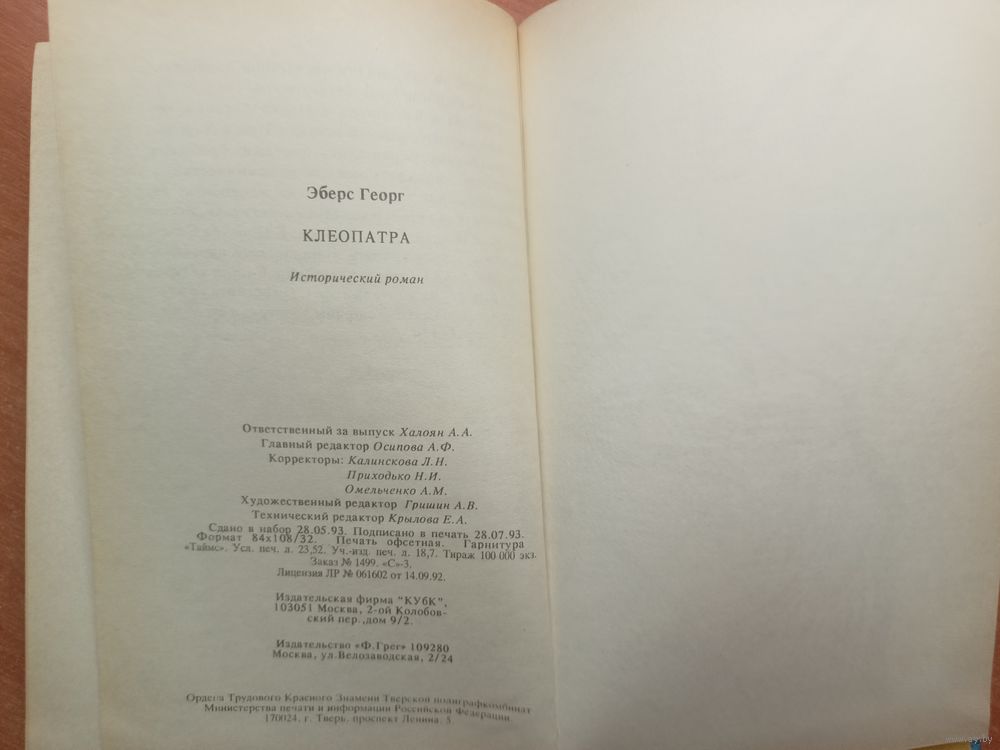 Эберс Георг
КЛЕОПАТРА
Исторический роман
Ответственный за выпуск Халоян А.А.
Главный редактор Осипова А.Ф.
Корректоры: Калинскова Л.Н.
Приходько Н.И.
Омельченко А.М.
Художественный редактор Гришин А.В.
Технический редактор Крылова Е.А.
Сдано в набор 28.05.93. Подписано в печать 28.07.93.
Формат 84x108/32. Печать офсетная. Гарнитура
«Таймс». Усл. печ. л. 23,52. Уч.-изд. печ. л. 18,7. Тираж 100 000 экз.
Заказ № 1499. «С»-3.
Лицензия ЛР № 061602 от 14.09.92.
Издательская фирма "КУбК",
103051 Москва, 2-ой Колобов-
ский пер.,дом 9/2.
Издательство «Ф.Грег» 109280
Москва, ул.Велозаводская, 2/24
Ордена Трудового Красного Знамени Тверской полиграфкомбинат
Министерства печати и информации Российской Федерации.
170024, г. Тверь, проспект Ленина, 5
www.ay.by